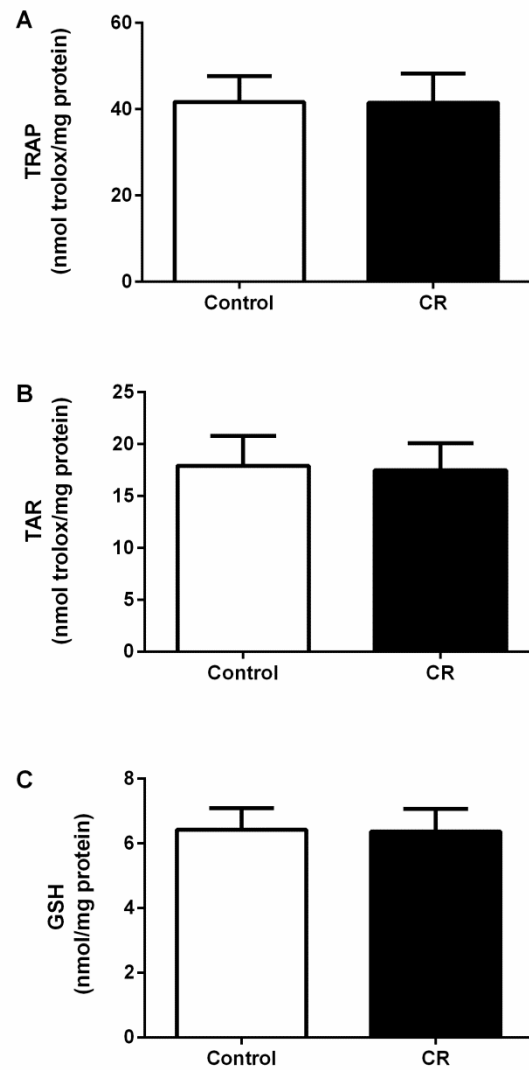 A
TRAP
(nmol trolox/mg protein)
60
40
20
0
Control CR
B
TAR
(nmol trolox/mg protein)
25
20
15
10
5
0
Control CR
C
GSH
(nmol/mg protein)
8
6
4
2
0
Control CR